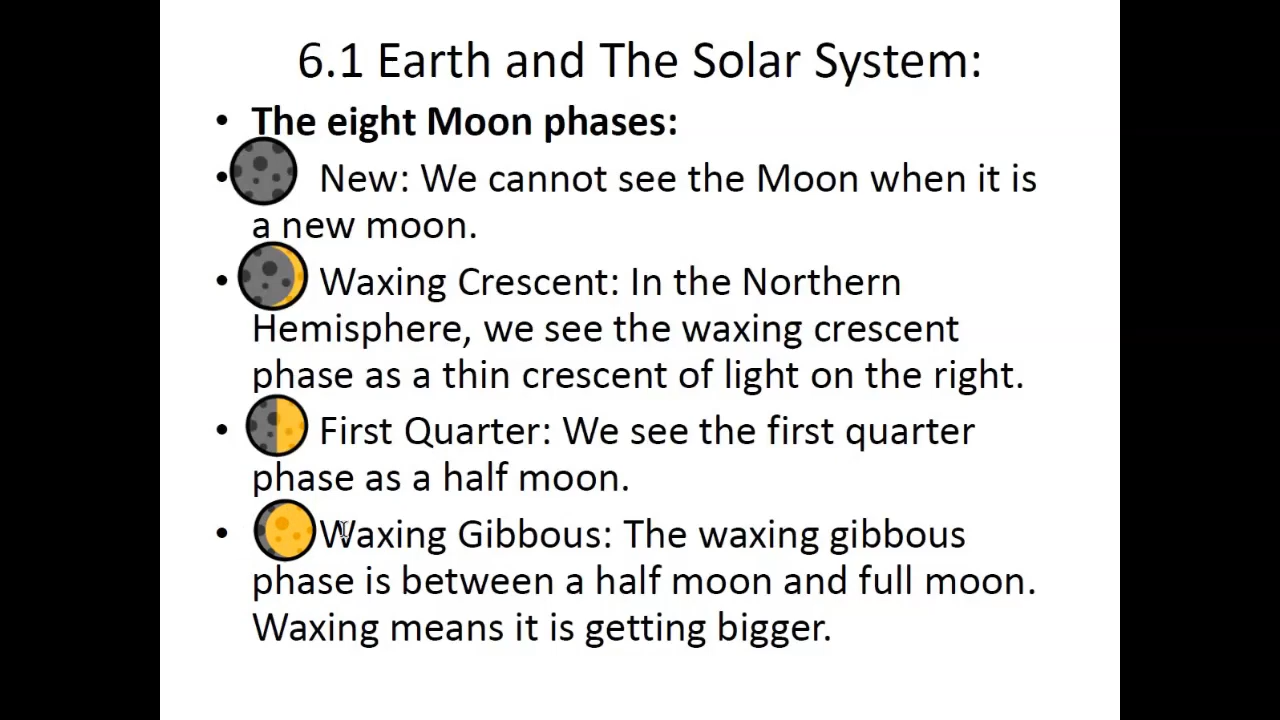 6.1 Earth and The Solar System:
• The eight Moon phases:
• New: We cannot see the Moon when it is
a new moon.
• Waxing Crescent: In the Northern
Hemisphere, we see the waxing crescent
phase as a thin crescent of light on the right.
• First Quarter: We see the first quarter
phase as a half moon.
• Waxing Gibbous: The waxing gibbous
phase is between a half moon and full moon.
Waxing means it is getting bigger.